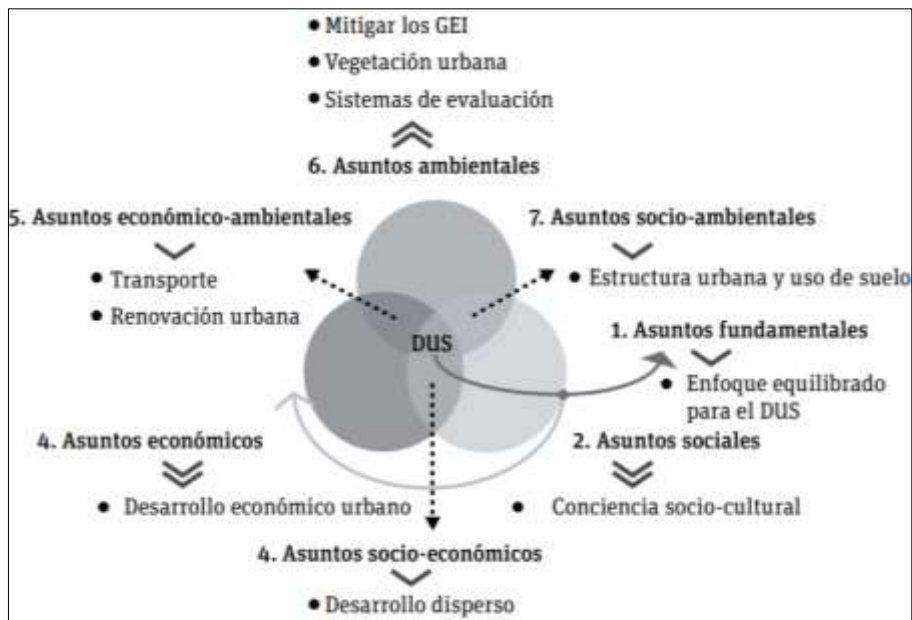 • Mitigar los GEI
• Vegetación urbana
• Sistemas de evaluación
6. Asuntos ambientales
5. Asuntos económico-ambientales
• Transporte
• Renovación urbana
7. Asuntos socio-ambientales
• Estructura urbana y uso de suelo
DUS
1. Asuntos fundamentales
• Enfoque equilibrado
para el DUS
4. Asuntos económicos
• Desarrollo económico urbano
2. Asuntos sociales
• Conciencia socio-cultural
4. Asuntos socio-económicos
• Desarrollo disperso